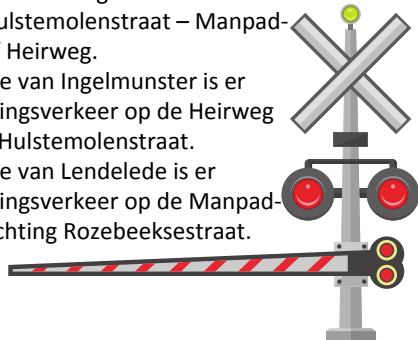 ulstemolenstraat – Manpad-
Heirweg.
e van Ingelmunster is er
ingsverkeer op de Heirweg
Hulstemolenstraat.
e van Lendelede is er
ingsverkeer op de Manpad-
chting Rozebeeksestraat.